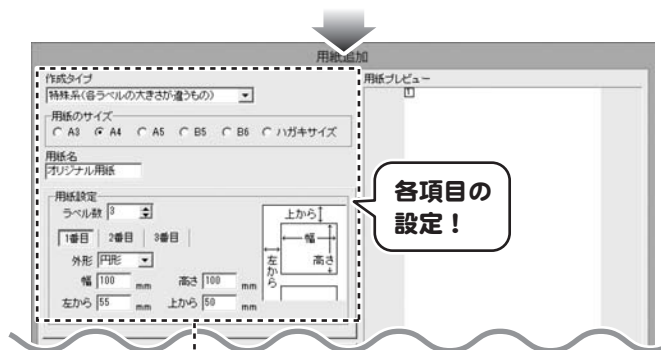 用紙追加
作成タイプ
特殊系(各ラベルの大きさが違うもの)
用紙のサイズ
A3 A4 A5 B5 B6 ハガキサイズ
用紙名
オリジナル用紙
用紙設定
ラベル数 3
1番目 2番目 3番目
外形 円形
幅 100 mm 高さ 100 mm
左から 55 mm 上から 50 mm
上から
幅
高さ
左から
用紙プレビュー
1
各項目の
設定！